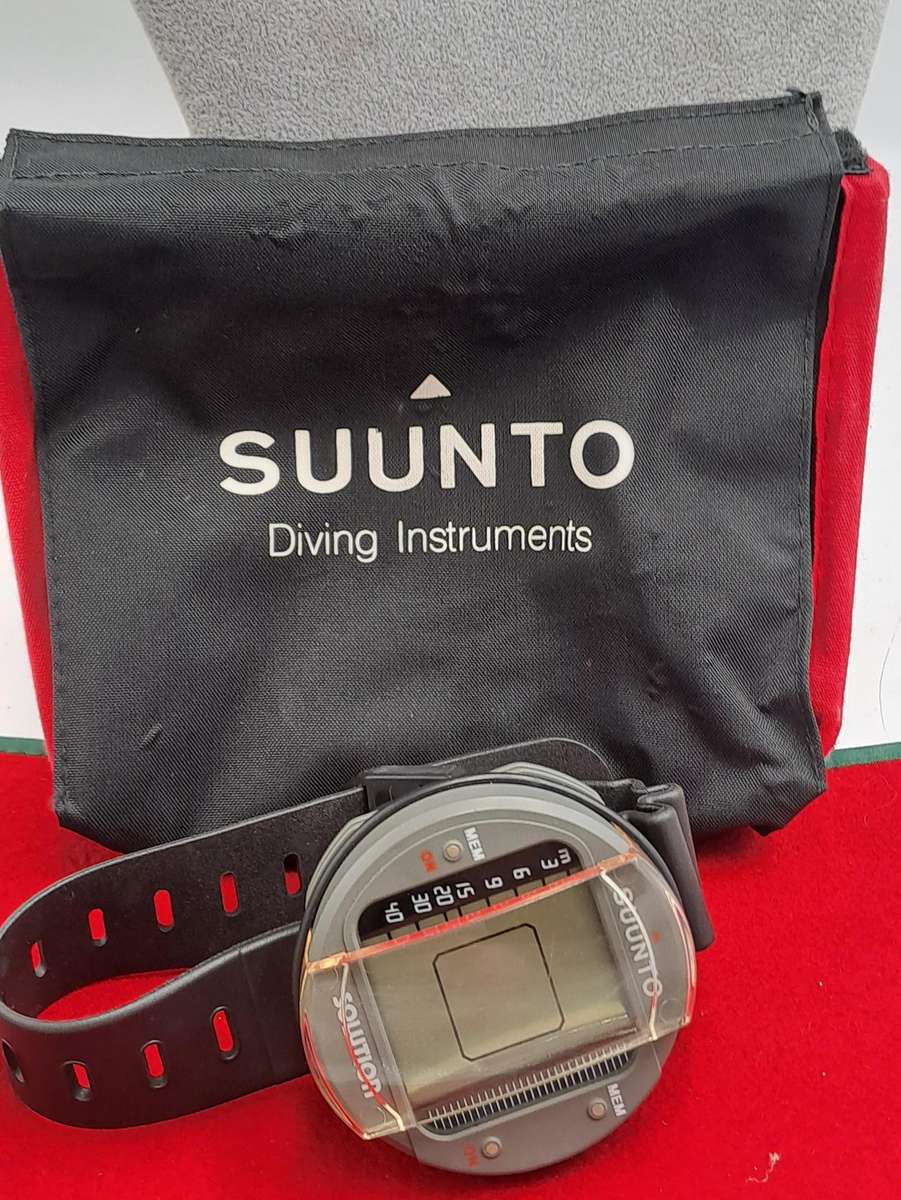 SUUNTO
Diving Instruments
MEM
ON
m 3 6 9 15 20 30 40
SUUNTO
SOLUTION
MEM
ON